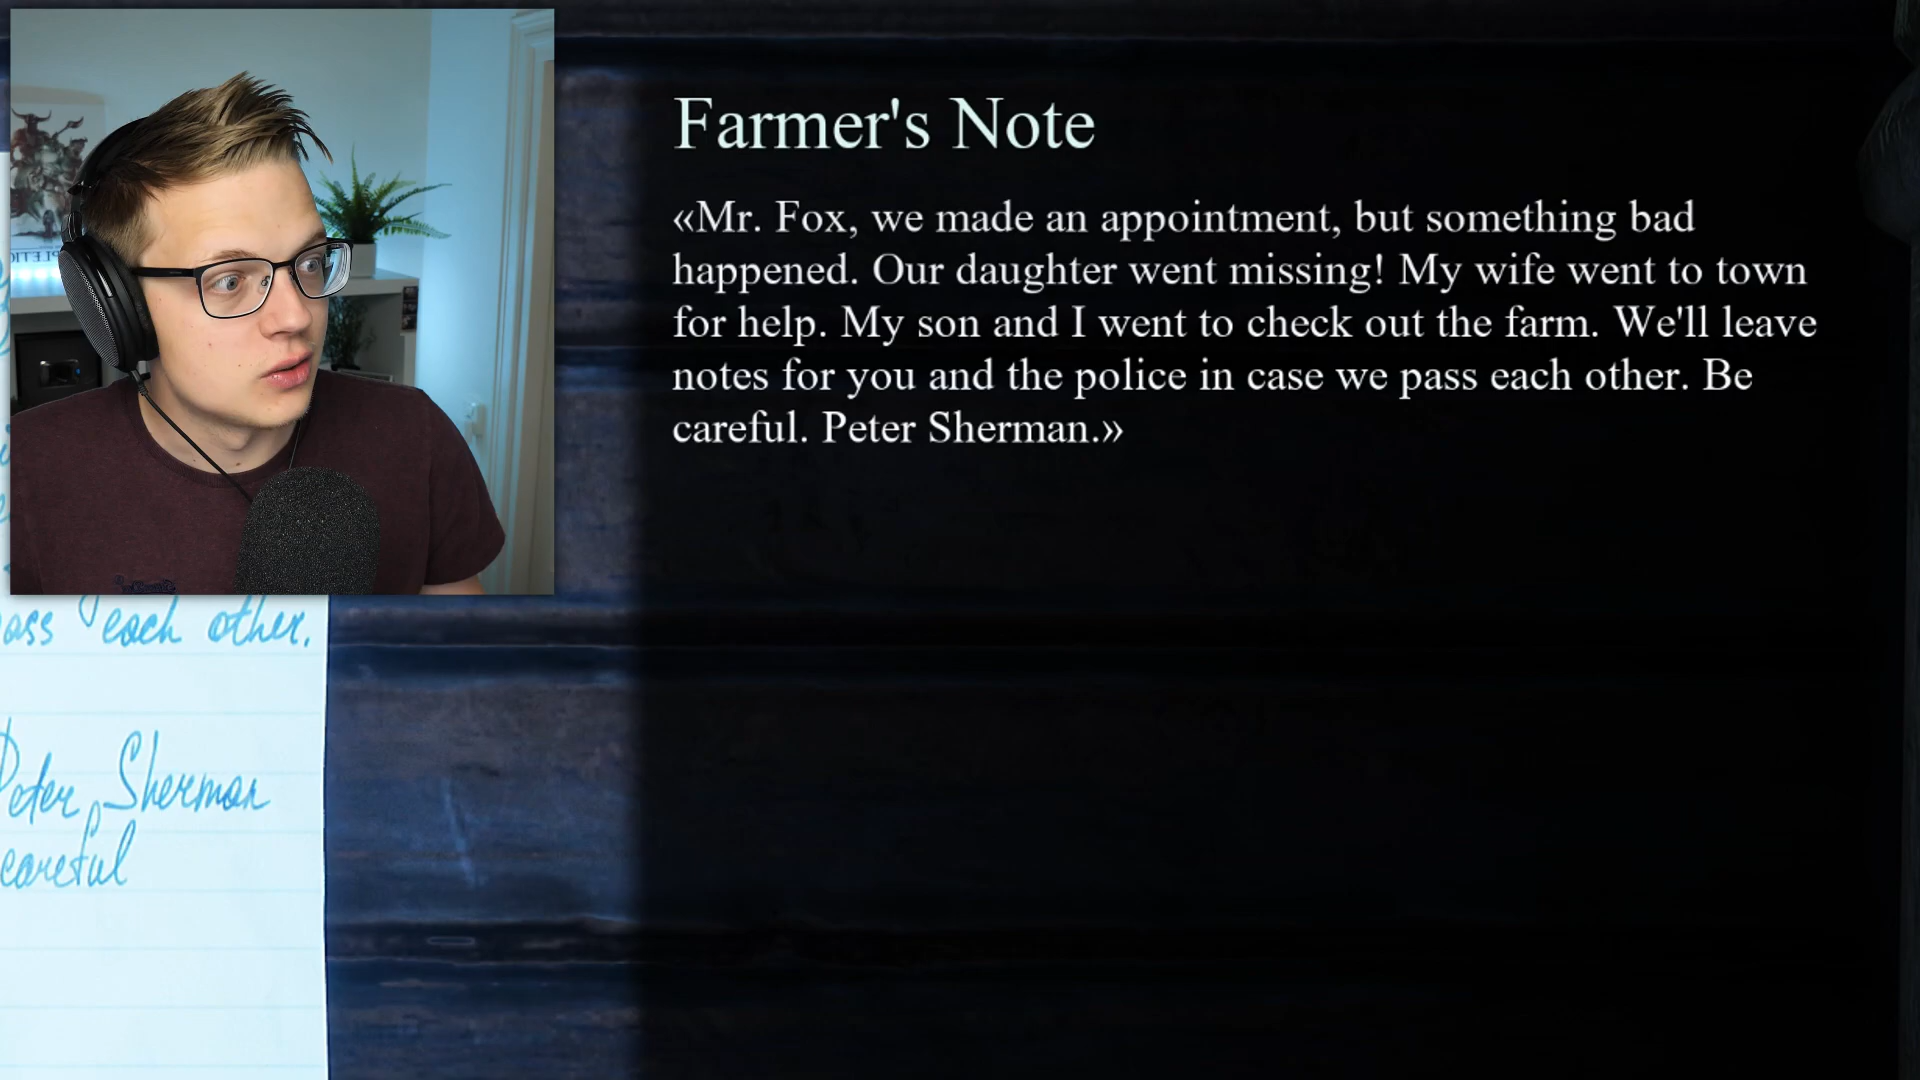 Farmer's Note
«Mr. Fox, we made an appointment, but something bad
happened. Our daughter went missing! My wife went to town
for help. My son and I went to check out the farm. We'll leave
notes for you and the police in case we pass each other. Be
careful. Peter Sherman.»
each other.
Peter Sherman
careful